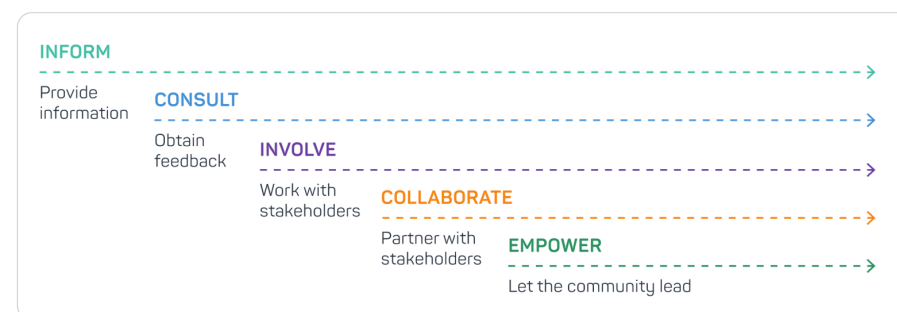 INFORM
Provide
information
CONSULT
Obtain
feedback
INVOLVE
Work with
stakeholders
COLLABORATE
Partner with
stakeholders
EMPOWER
Let the community lead